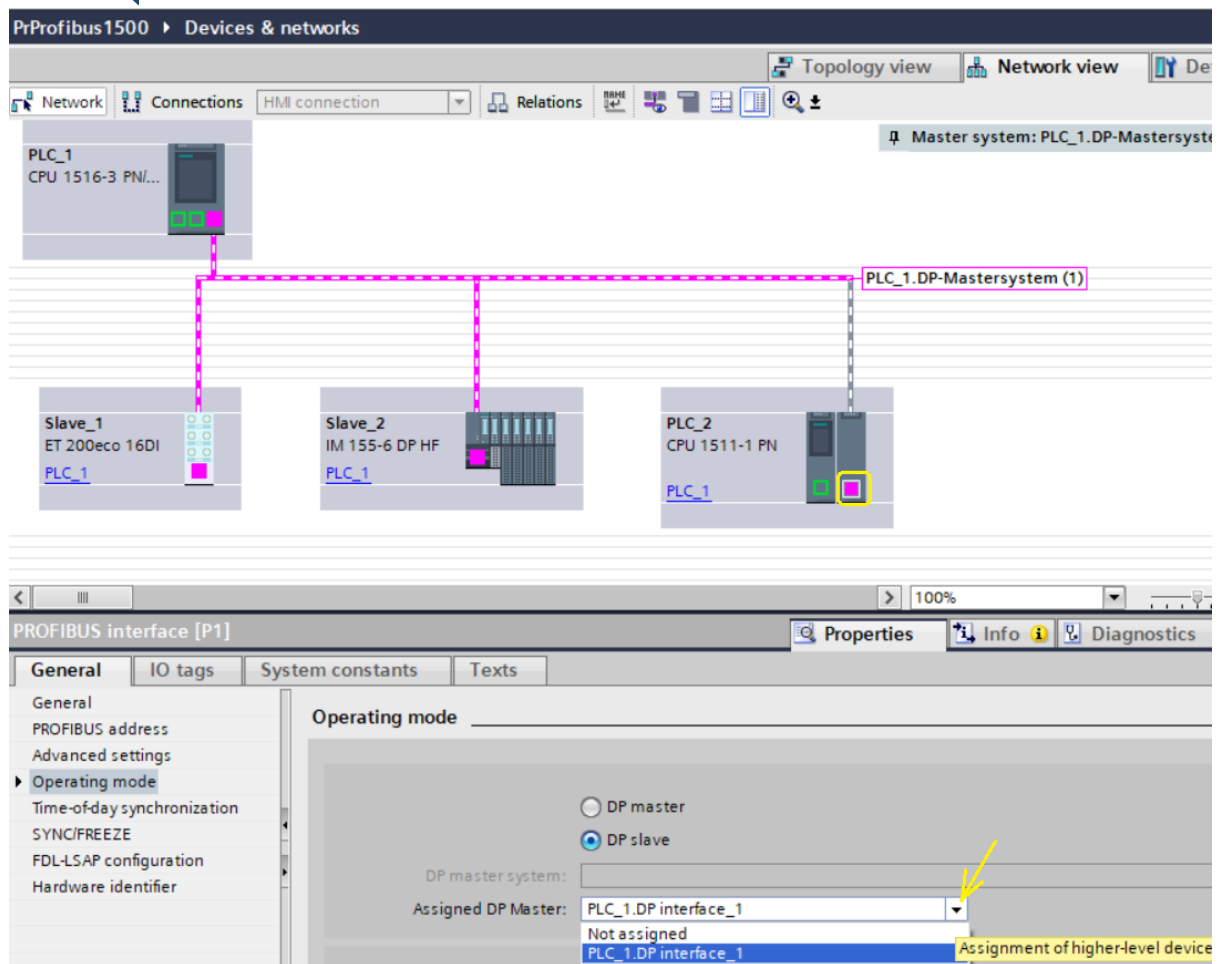 PrProfibus1500 ▸ Devices & networks
Topology view Network view De
Network Connections HMI connection Relations
Master system: PLC_1.DP-Mastersyste
PLC_1
CPU 1516-3 PN/...
PLC_1.DP-Mastersystem (1)
Slave_1
ET 200eco 16DI
PLC_1
Slave_2
IM 155-6 DP HF
PLC_1
PLC_2
CPU 1511-1 PN
PLC_1
100%
PROFIBUS interface [P1]
Properties Info Diagnostics
General IO tags System constants Texts
General
PROFIBUS address
Advanced settings
Operating mode
Time-of-day synchronization
SYNC/FREEZE
FDL-LSAP configuration
Hardware identifier
Operating mode
DP master
DP slave
DP master system:
Assigned DP Master: PLC_1.DP interface_1
Not assigned
PLC_1.DP interface_1
Assignment of higher-level device